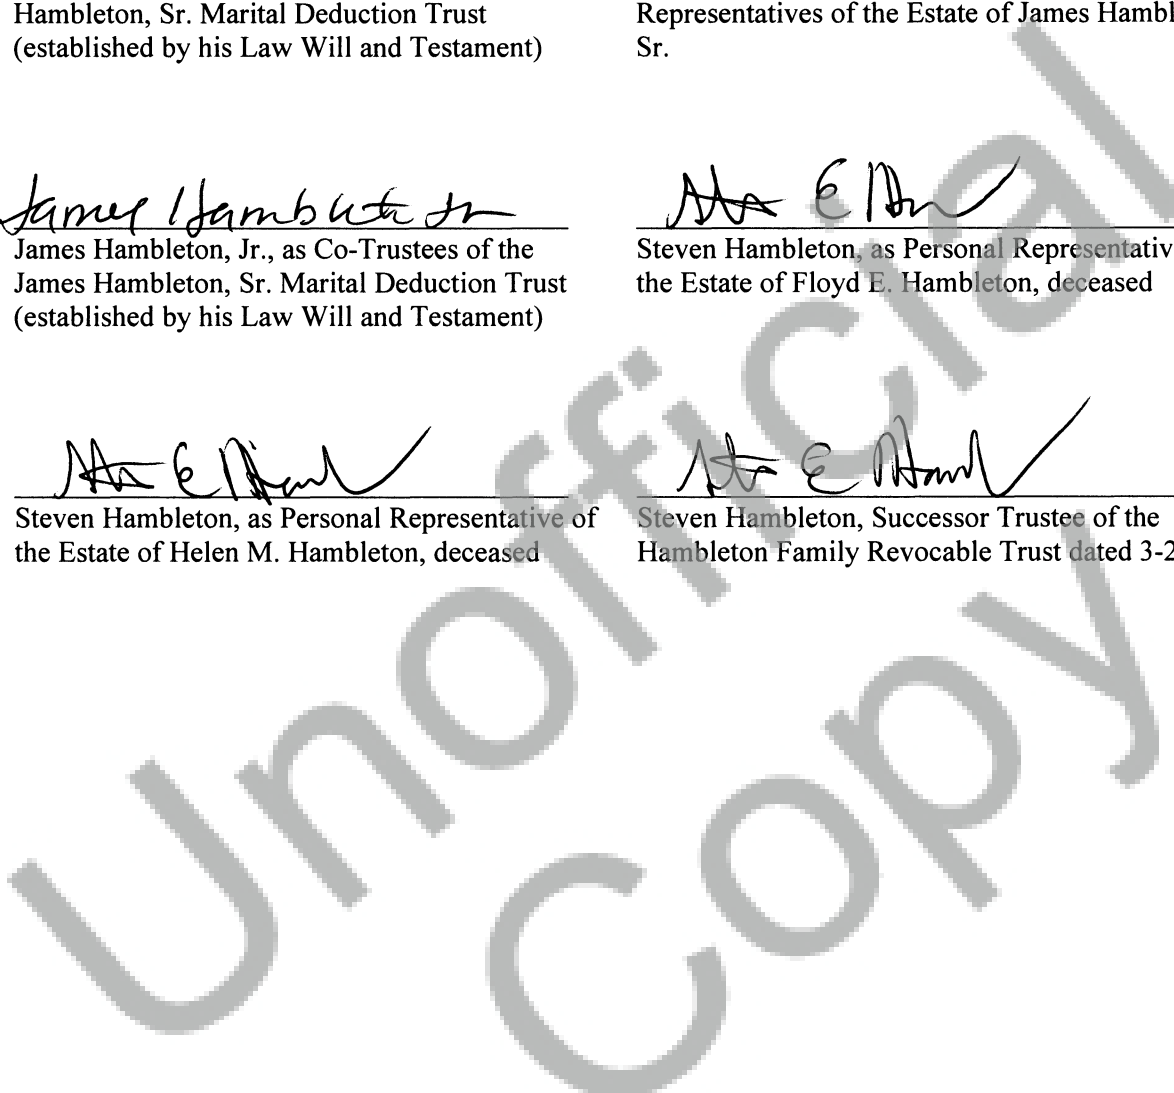 Hambleton, Sr. Marital Deduction Trust
(established by his Law Will and Testament)
Representatives of the Estate of James Hambl
Sr.
James Hambleton Jr
James Hambleton, Jr., as Co-Trustees of the
James Hambleton, Sr. Marital Deduction Trust
(established by his Law Will and Testament)
Steven Hambleton, as Personal Representativ
the Estate of Floyd E. Hambleton, deceased
Steven Hambleton, as Personal Representative of
the Estate of Helen M. Hambleton, deceased
Steven Hambleton, Successor Trustee of the
Hambleton Family Revocable Trust dated 3-2
Unofficial
Copy